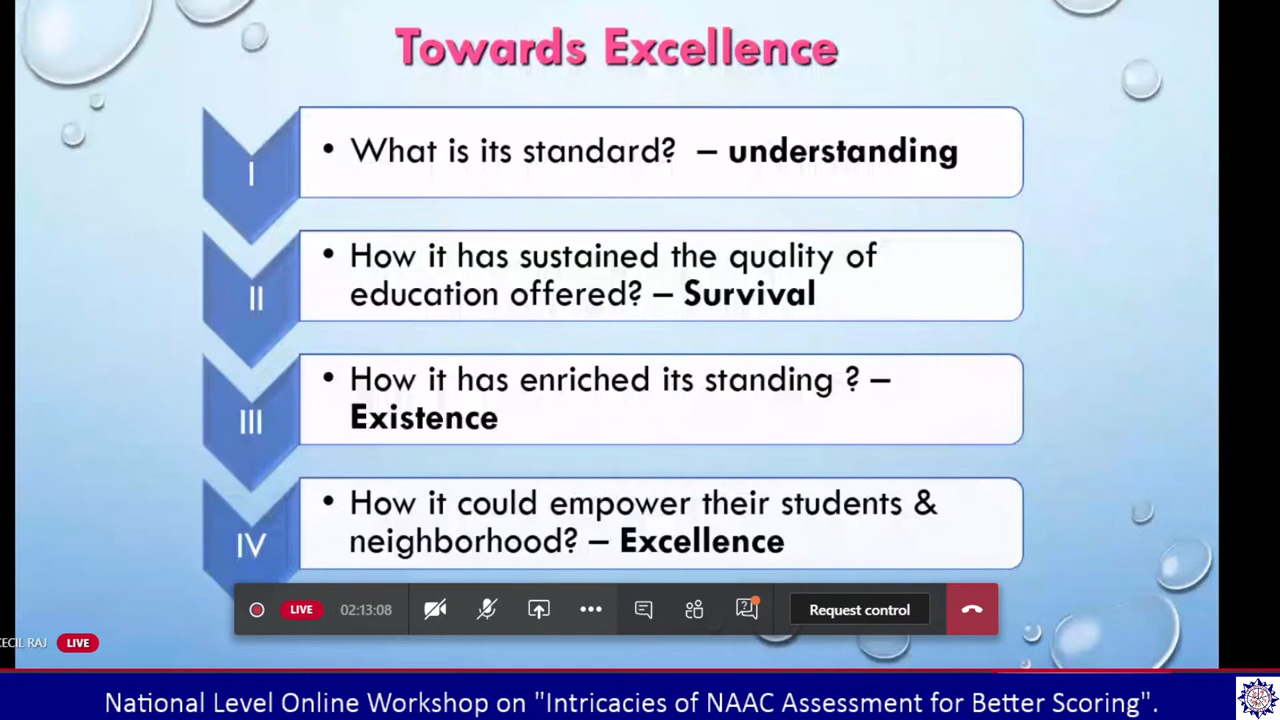 Towards Excellence
I
• What is its standard? – understanding
II
• How it has sustained the quality of
education offered? – Survival
III
• How it has enriched its standing ? –
Existence
IV
• How it could empower their students &
neighborhood? – Excellence
LIVE 02:13:08 Request control
CECIL RAJ LIVE
National Level Online Workshop on "Intricacies of NAAC Assessment for Better Scoring".